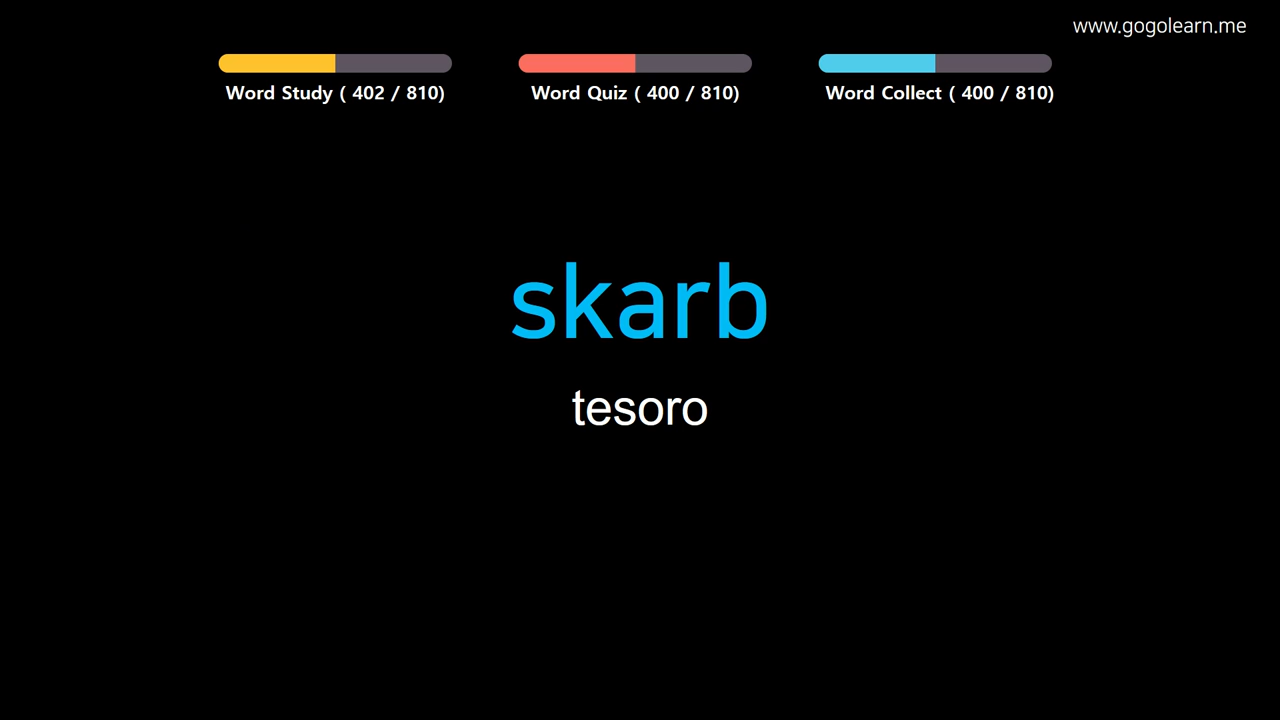 www.gogolearn.me
Word Study ( 402 / 810)
Word Quiz ( 400 / 810)
Word Collect ( 400 / 810)
skarb
tesoro